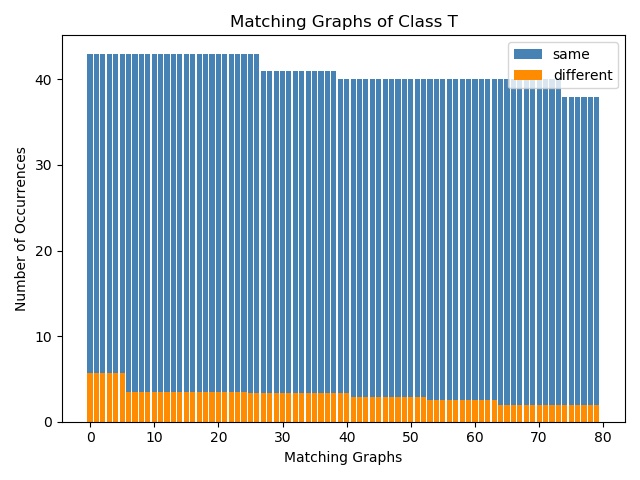 Matching Graphs of Class T
same
different
Number of Occurrences
40
30
20
10
0
0 10 20 30 40 50 60 70 80
Matching Graphs